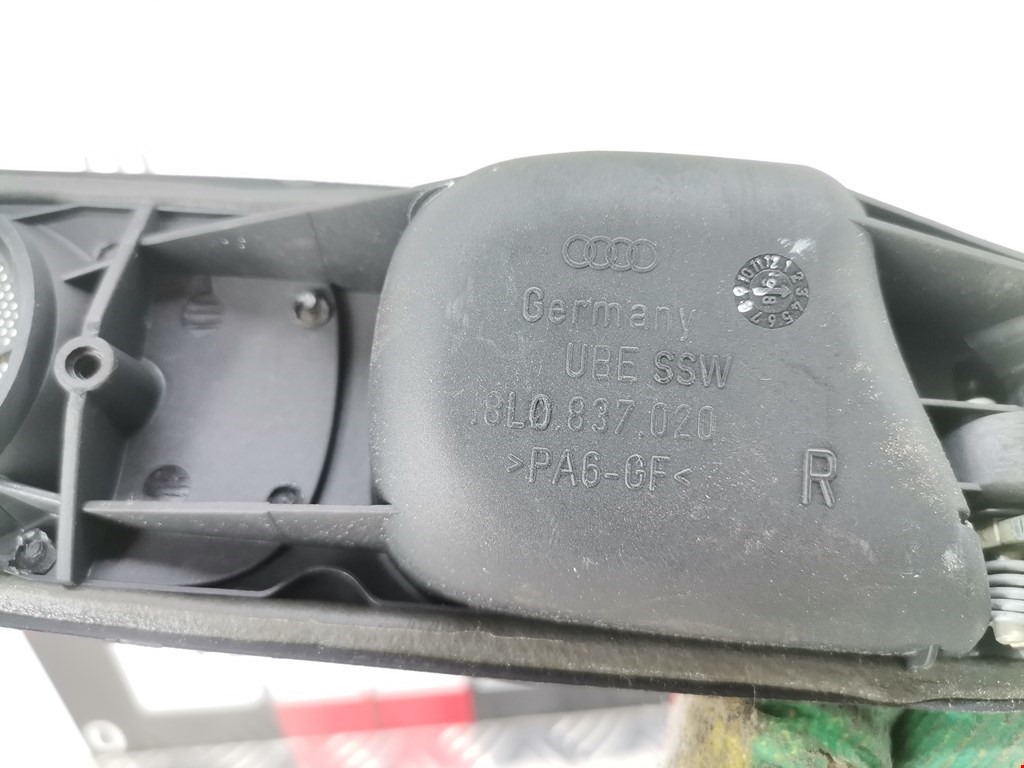 Germany
UBE SSW
8L0.837.020
>PA6-GF<
R